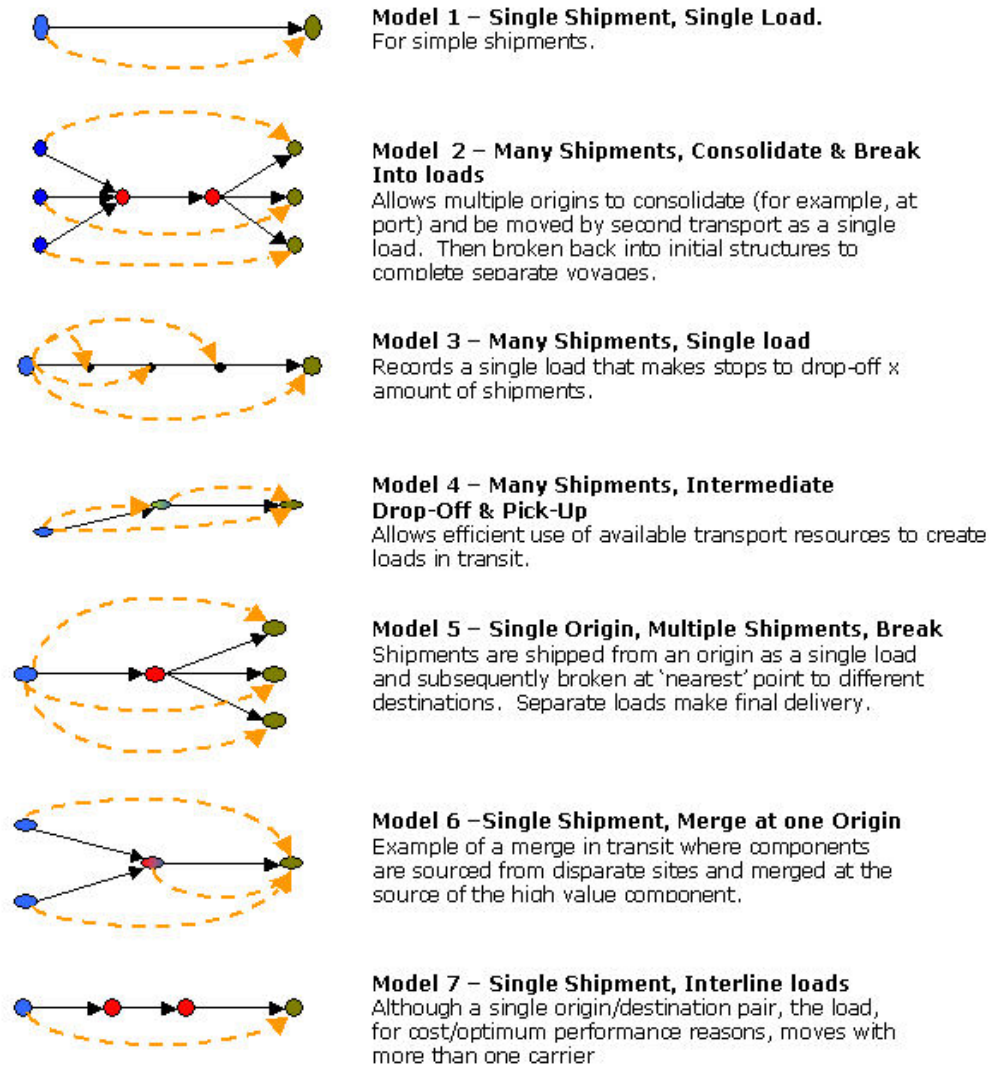 Model 1 – Single Shipment, Single Load.
For simple shipments.
Model 2 – Many Shipments, Consolidate & Break
Into loads
Allows multiple origins to consolidate (for example, at
port) and be moved by second transport as a single
load. Then broken back into initial structures to
complete separate voyages.
Model 3 – Many Shipments, Single load
Records a single load that makes stops to drop-off x
amount of shipments.
Model 4 – Many Shipments, Intermediate
Drop-Off & Pick-Up
Allows efficient use of available transport resources to create
loads in transit.
Model 5 – Single Origin, Multiple Shipments, Break
Shipments are shipped from an origin as a single load
and subsequently broken at ‘nearest’ point to different
destinations. Separate loads make final delivery.
Model 6 –Single Shipment, Merge at one Origin
Example of a merge in transit where components
are sourced from disparate sites and merged at the
source of the high value component.
Model 7 – Single Shipment, Interline loads
Although a single origin/destination pair, the load,
for cost/optimum performance reasons, moves with
more than one carrier